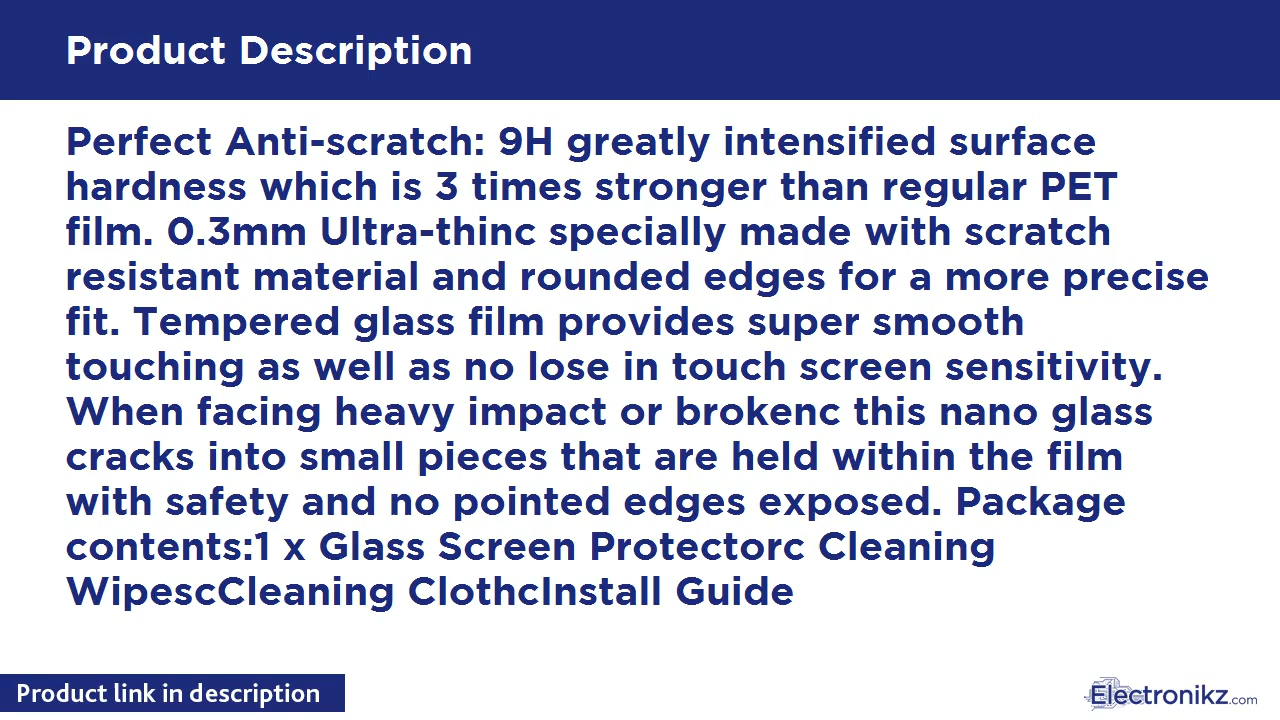 Product Description
Perfect Anti-scratch: 9H greatly intensified surface
hardness which is 3 times stronger than regular PET
film. 0.3mm Ultra-thinc specially made with scratch
resistant material and rounded edges for a more precise
fit. Tempered glass film provides super smooth
touching as well as no lose in touch screen sensitivity.
When facing heavy impact or brokenc this nano glass
cracks into small pieces that are held within the film
with safety and no pointed edges exposed. Package
contents:1 x Glass Screen Protectorc Cleaning
WipescCleaning ClothcInstall Guide
Product link in description
Electronikz.com